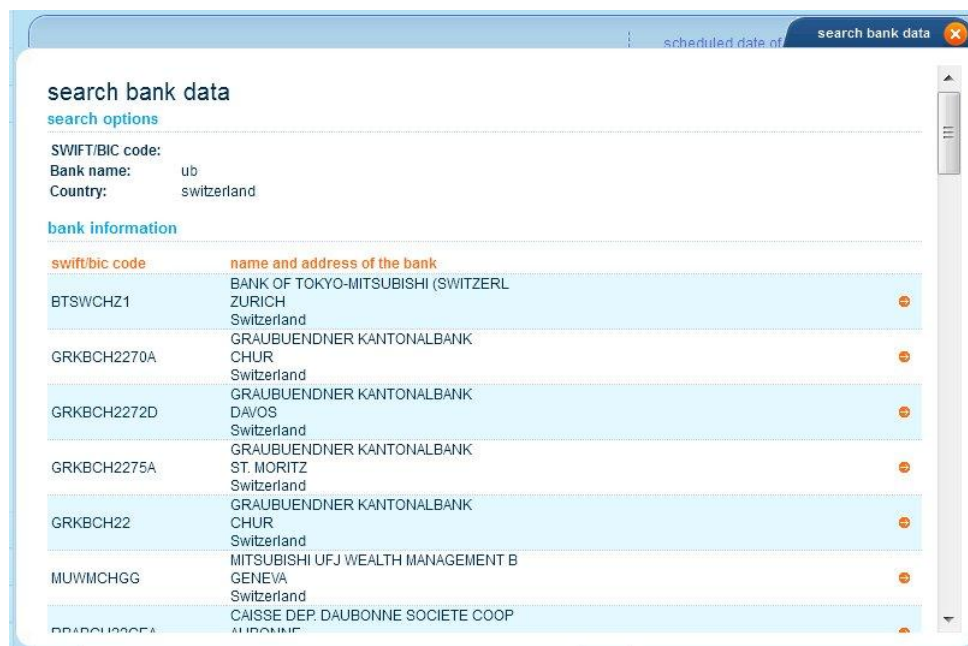 scheduled date of
search bank data
search bank data
search options
SWIFT/BIC code:
Bank name: ub
Country: switzerland
bank information
swift/bic code name and address of the bank
BTSWCHZ1 BANK OF TOKYO-MITSUBISHI (SWITZERL
ZURICH
Switzerland
GRKBCH2270A GRAUBUENDNER KANTONALBANK
CHUR
Switzerland
GRKBCH2272D GRAUBUENDNER KANTONALBANK
DAVOS
Switzerland
GRKBCH2275A GRAUBUENDNER KANTONALBANK
ST. MORITZ
Switzerland
GRKBCH22 GRAUBUENDNER KANTONALBANK
CHUR
Switzerland
MUWMCHGG MITSUBISHI UFJ WEALTH MANAGEMENT B
GENEVA
Switzerland
CAISSE DEP. DAUBONNE SOCIETE COOP
AUBONNE